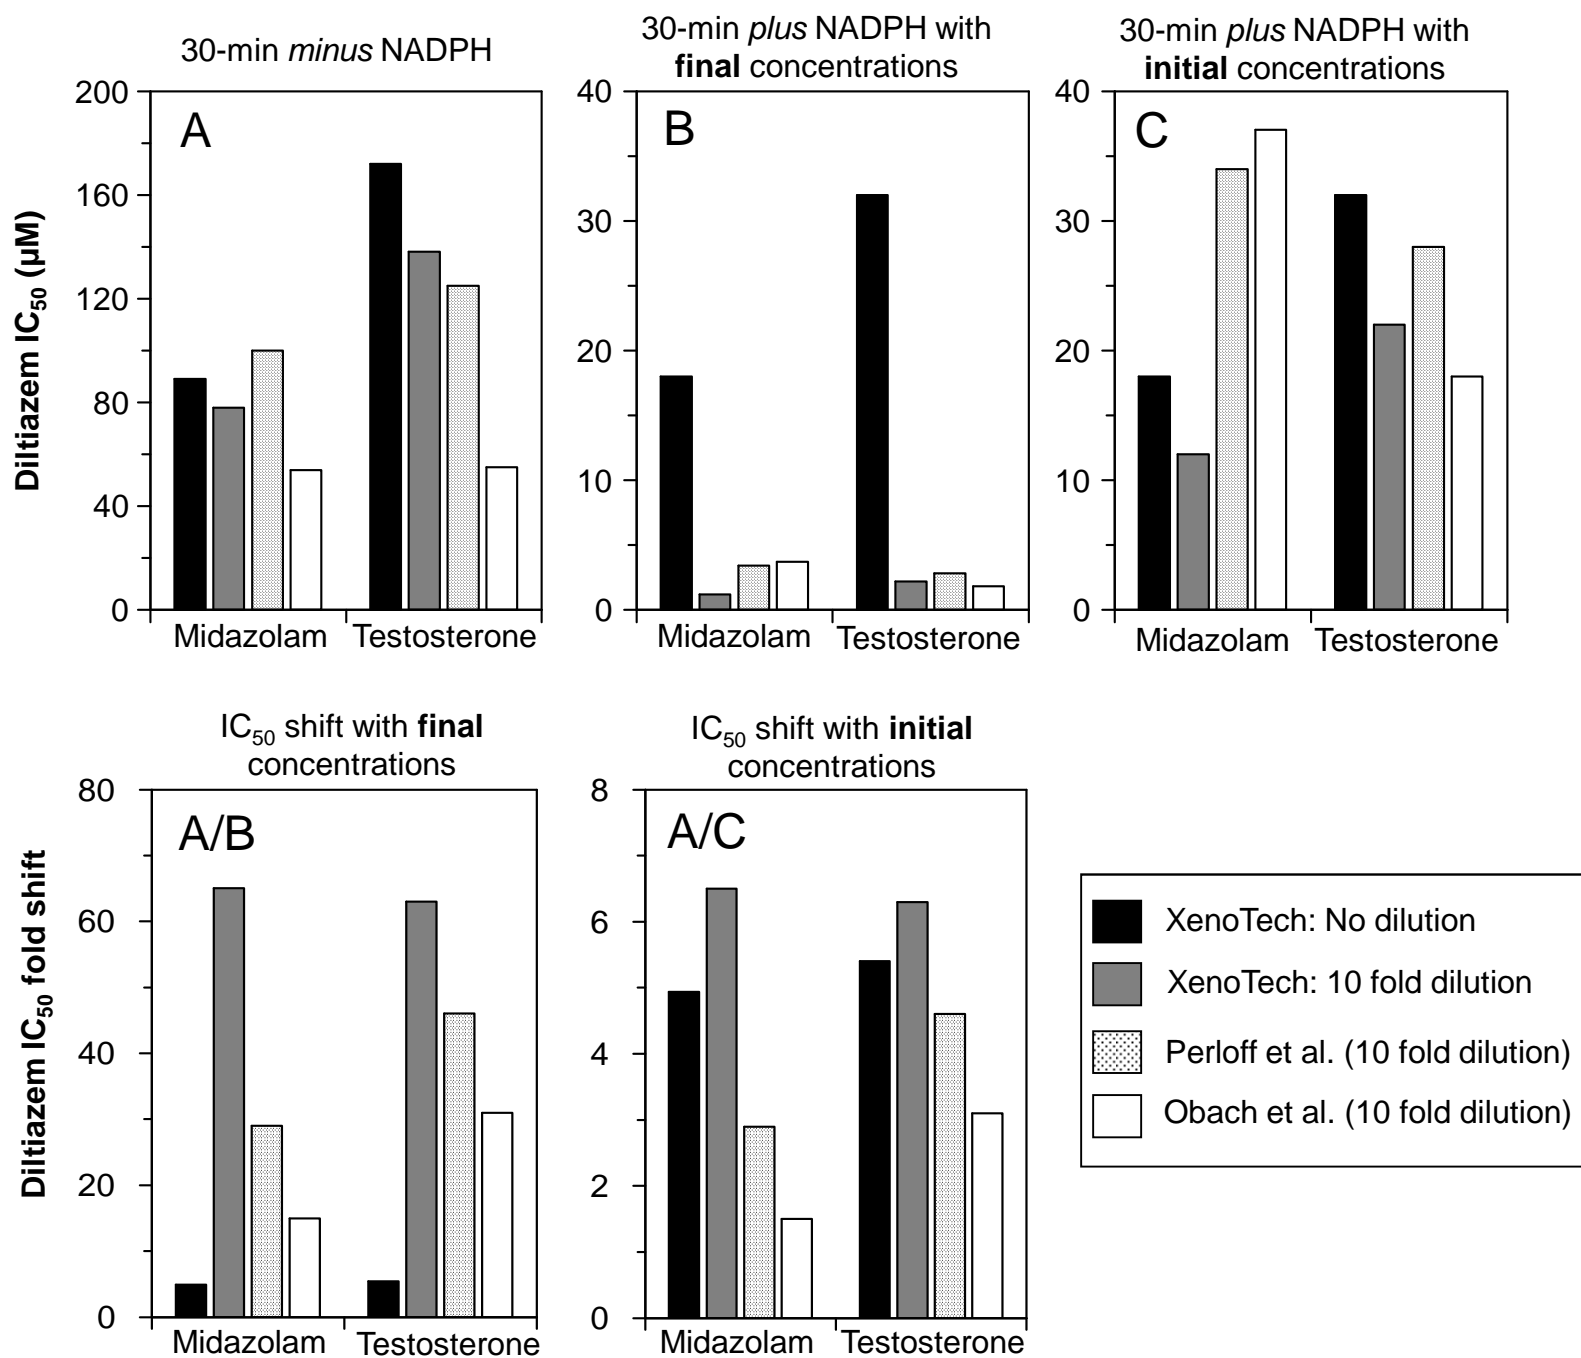 30-min minus NADPH
30-min plus NADPH with
final concentrations
30-min plus NADPH with
initial concentrations
Diltiazem IC50 (µM)
200
160
120
80
40
0
A
Midazolam
Testosterone
40
30
20
10
0
B
Midazolam
Testosterone
40
30
20
10
0
C
Midazolam
Testosterone
IC50 shift with final
concentrations
IC50 shift with initial
concentrations
Diltiazem IC50 fold shift
80
60
40
20
0
A/B
Midazolam
Testosterone
8
6
4
2
0
A/C
Midazolam
Testosterone
XenoTech: No dilution
XenoTech: 10 fold dilution
Perloff et al. (10 fold dilution)
Obach et al. (10 fold dilution)